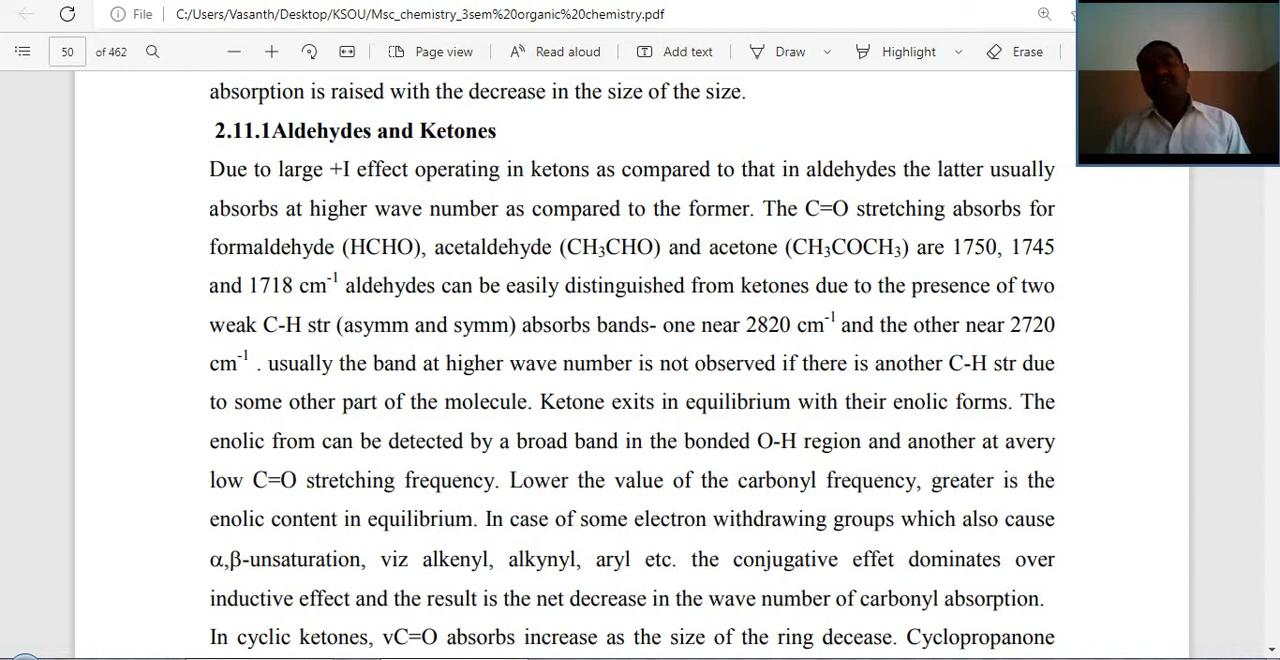 File
C:/Users/Vasanth/Desktop/KSOU/Msc_chemistry_3sem%20organic%20chemistry.pdf
50 of 462
Page view
Read aloud
Add text
Draw
Highlight
Erase
absorption is raised with the decrease in the size of the size.
2.11.1Aldehydes and Ketones
Due to large +I effect operating in ketons as compared to that in aldehydes the latter usually
absorbs at higher wave number as compared to the former. The C=O stretching absorbs for
formaldehyde (HCHO), acetaldehyde (CH₃CHO) and acetone (CH₃COCH₃) are 1750, 1745
and 1718 cm⁻¹ aldehydes can be easily distinguished from ketones due to the presence of two
weak C-H str (asymm and symm) absorbs bands- one near 2820 cm⁻¹ and the other near 2720
cm⁻¹ . usually the band at higher wave number is not observed if there is another C-H str due
to some other part of the molecule. Ketone exits in equilibrium with their enolic forms. The
enolic from can be detected by a broad band in the bonded O-H region and another at avery
low C=O stretching frequency. Lower the value of the carbonyl frequency, greater is the
enolic content in equilibrium. In case of some electron withdrawing groups which also cause
α,β-unsaturation, viz alkenyl, alkynyl, aryl etc. the conjugative effet dominates over
inductive effect and the result is the net decrease in the wave number of carbonyl absorption.
In cyclic ketones, νC=O absorbs increase as the size of the ring decease. Cyclopropanone